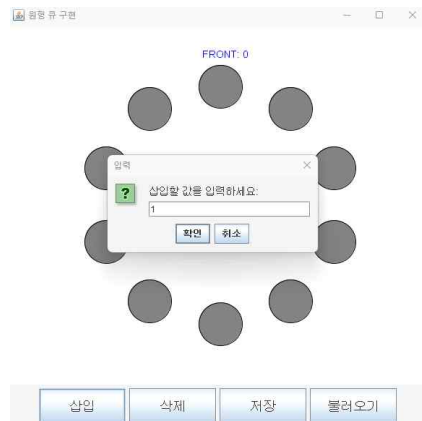 원형 큐 구현
FRONT: 0
입력
?
삽입할 값을 입력하세요:
1
확인 취소
삽입 삭제 저장 불러오기